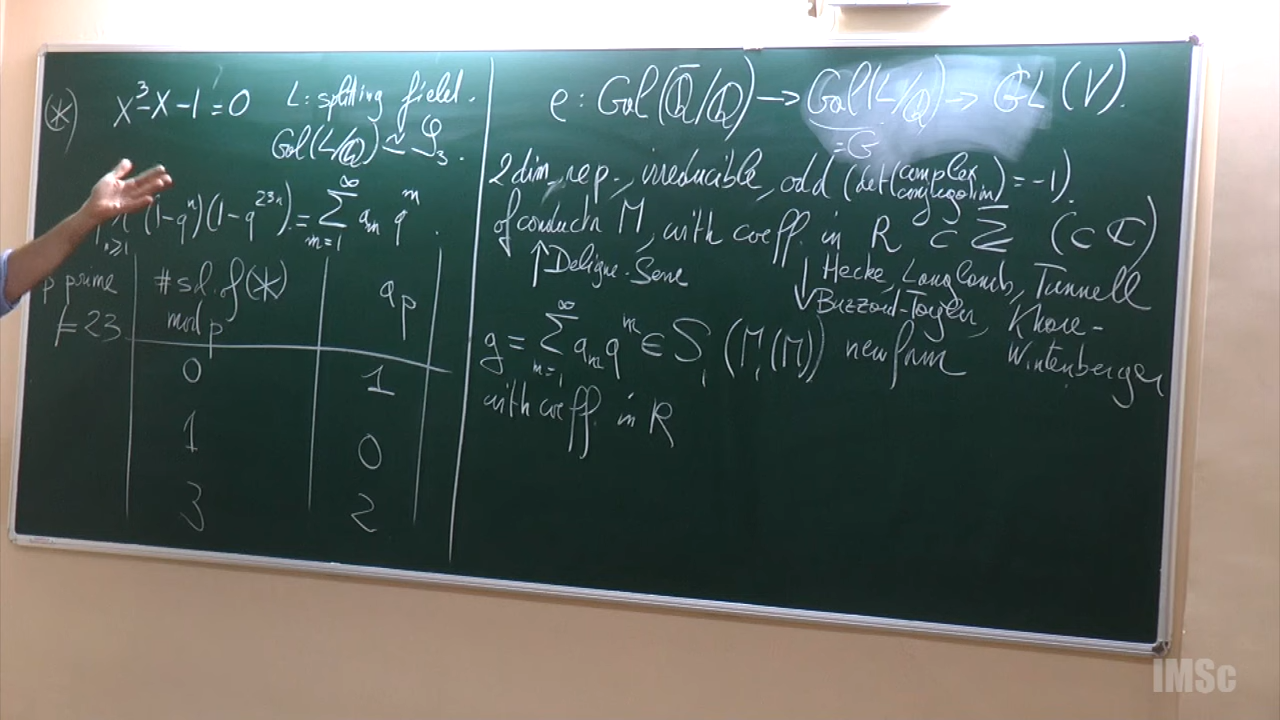 (*) X³-X-1=0 L: splitting field.
Gal(L/Q) ≃ S₃.
∏ n≥1 (1-qⁿ)(1-q²³ⁿ) = ∑_{m=1}^∞ a_m q^m.
p prime
≠23
# sol. of (*)
mod p
a_p
0 1
1 0
3 2
ρ: Gal(Q̄/Q) → Gal(L/Q) → GL(V).
=G
2 dim. rep., irreducible, odd (det(complex conjugation) = -1).
of conductor M, with coeff. in R ⊂ Z̄ (⊂ C)
↑ Deligne-Serre
↓ Hecke, Langlands, Tunnell
Buzzard-Taylor, Khare-
Wintenberger
g = ∑_{m=1}^∞ a_m q^m ∈ S₁(Γ₁(M)) newform
with coeff. in R
IMSc